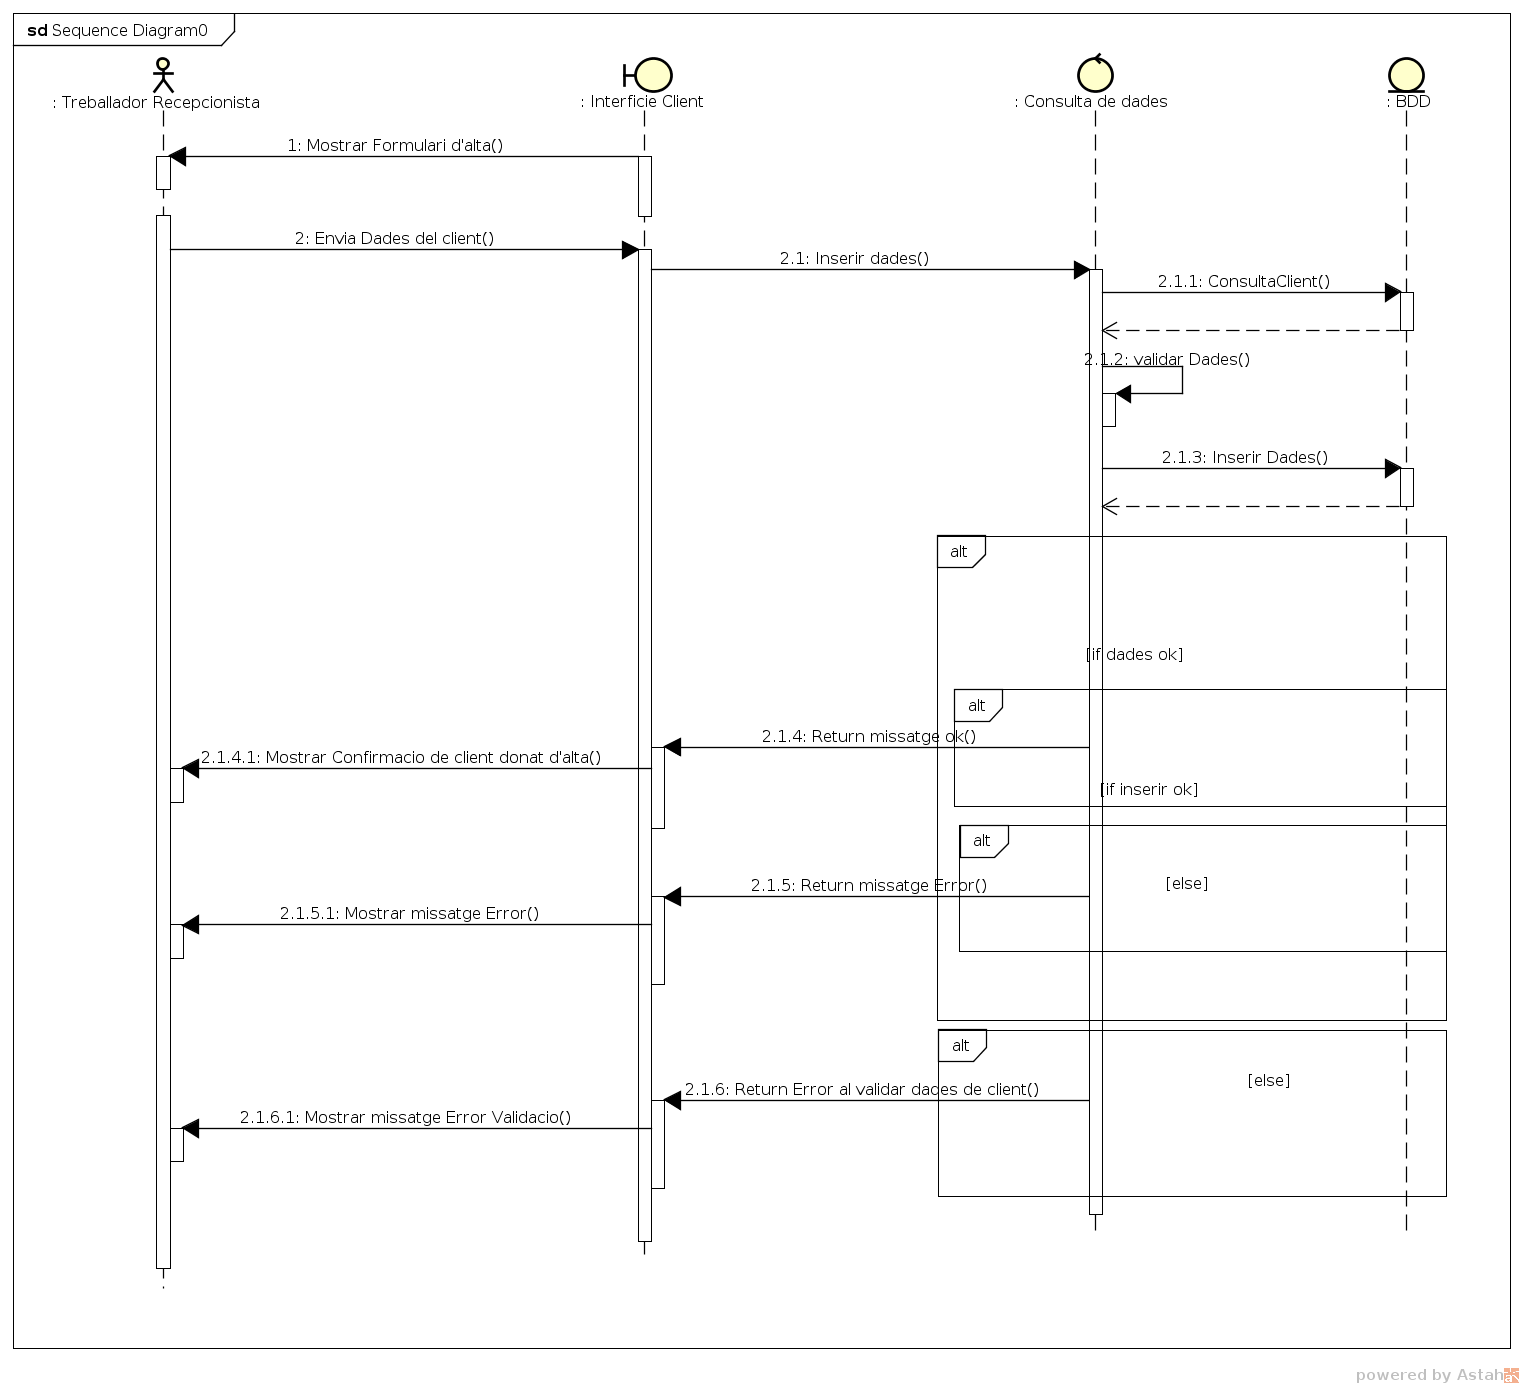 sd Sequence Diagram0
: Treballador Recepcionista
: Interficie Client
: Consulta de dades
: BDD
1: Mostrar Formulari d'alta()
2: Envia Dades del client()
2.1: Inserir dades()
2.1.1: ConsultaClient()
2.1.2: validar Dades()
2.1.3: Inserir Dades()
alt
[if dades ok]
alt
2.1.4: Return missatge ok()
2.1.4.1: Mostrar Confirmacio de client donat d'alta()
[if inserir ok]
alt
[else]
2.1.5: Return missatge Error()
2.1.5.1: Mostrar missatge Error()
alt
[else]
2.1.6: Return Error al validar dades de client()
2.1.6.1: Mostrar missatge Error Validacio()
powered by Astah